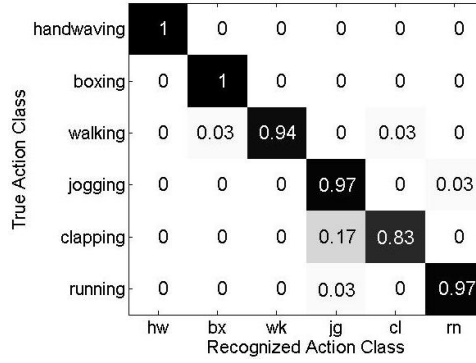 True Action Class
handwaving 1 0 0 0 0 0
boxing 0 1 0 0 0 0
walking 0 0.03 0.94 0 0.03 0
jogging 0 0 0 0.97 0 0.03
clapping 0 0 0 0.17 0.83 0
running 0 0 0 0.03 0 0.97
hw bx wk jg cl rn
Recognized Action Class